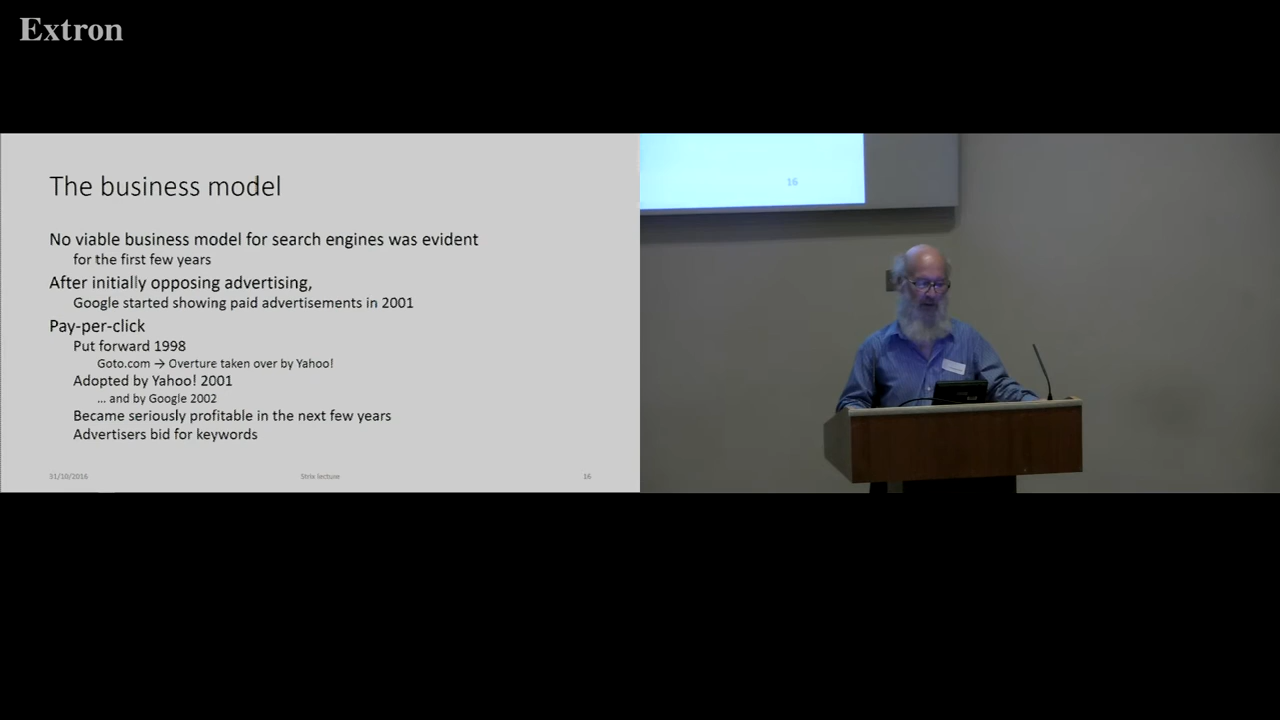 Extron
The business model
No viable business model for search engines was evident
for the first few years
After initially opposing advertising,
Google started showing paid advertisements in 2001
Pay-per-click
Put forward 1998
Goto.com → Overture taken over by Yahoo!
Adopted by Yahoo! 2001
... and by Google 2002
Became seriously profitable in the next few years
Advertisers bid for keywords
31/10/2016
Strix lecture
16
16